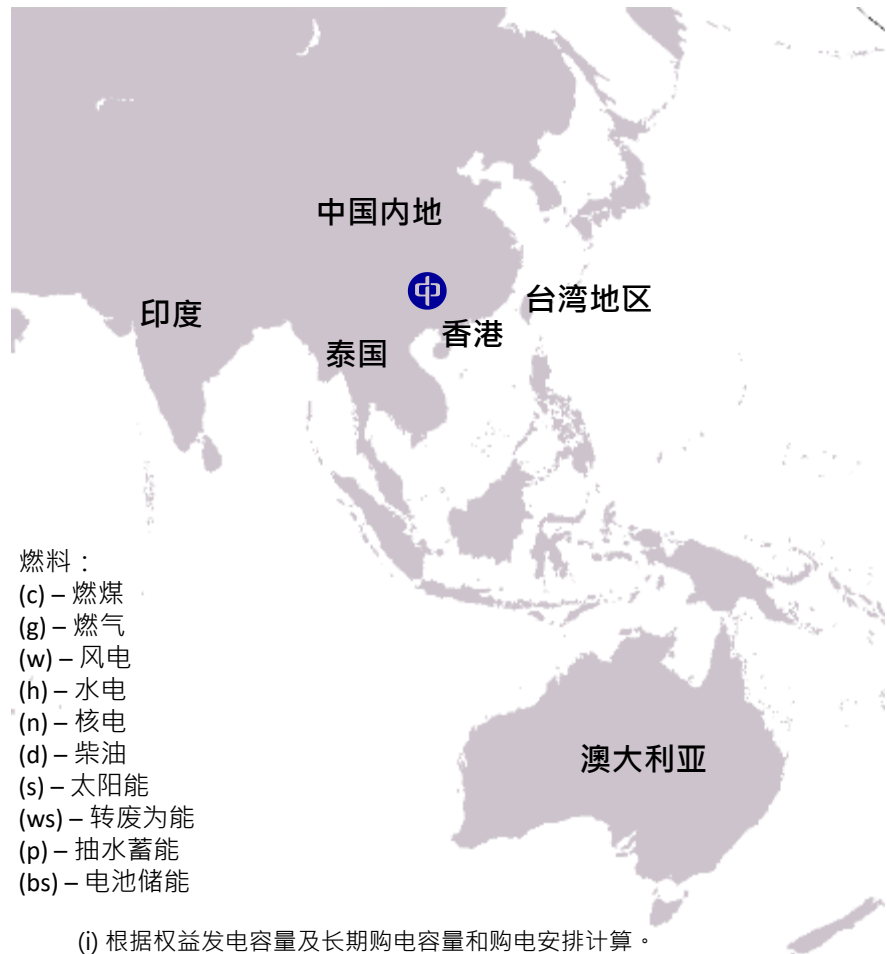 中国内地
印度
台湾地区
香港
泰国
燃料：
(c) – 燃煤
(g) – 燃气
(w) – 风电
(h) – 水电
(n) – 核电
(d) – 柴油
(s) – 太阳能
(ws) – 转废为能
(p) – 抽水蓄能
(bs) – 电池储能
澳大利亚
(i) 根据权益发电容量及长期购电容量和购电安排计算。